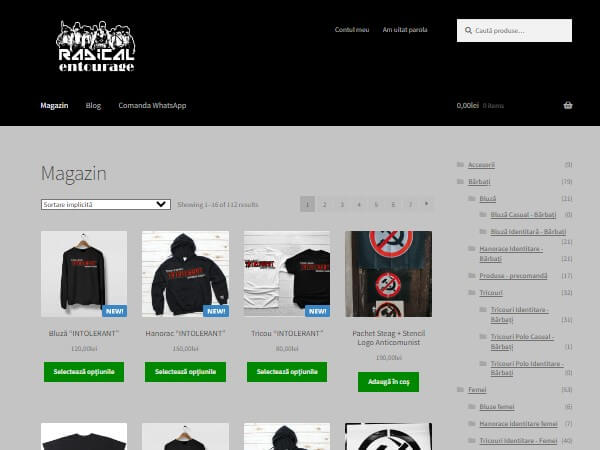 RADICAL
entourage
Contul meu
Am uitat parola
Caută produse…
Magazin
Blog
Comanda WhatsApp
0,00lei 0 items
Magazin
Sortare implicită
Showing 1–16 of 112 results
1 2 3 4 5 6 7
INTOLERANT
NEW!
INTOLERANT
NEW!
INTOLERANT
NEW!
Bluză “INTOLERANT”
120,00lei
Selectează opțiunile
Hanorac “INTOLERANT”
150,00lei
Selectează opțiunile
Tricou “INTOLERANT”
80,00lei
Selectează opțiunile
Pachet Steag + Stencil
Logo Anticomunist
190,00lei
Adaugă în coș
Accesorii (9)
Bărbați (79)
Bluză (21)
Bluză Casual - Bărbați (0)
Bluză Identitară - Bărbați
(21)
Hanorace Identitare -
Bărbați (21)
Produse - precomandă (17)
Tricouri (32)
Tricouri Identitare -
Bărbați (31)
Tricouri Polo Casual -
Bărbați (1)
Tricouri Polo Identitare -
Bărbați (0)
Femei (63)
Bluze femei (6)
Hanorace identitare femei (7)
Tricouri Identitare - Femei (40)